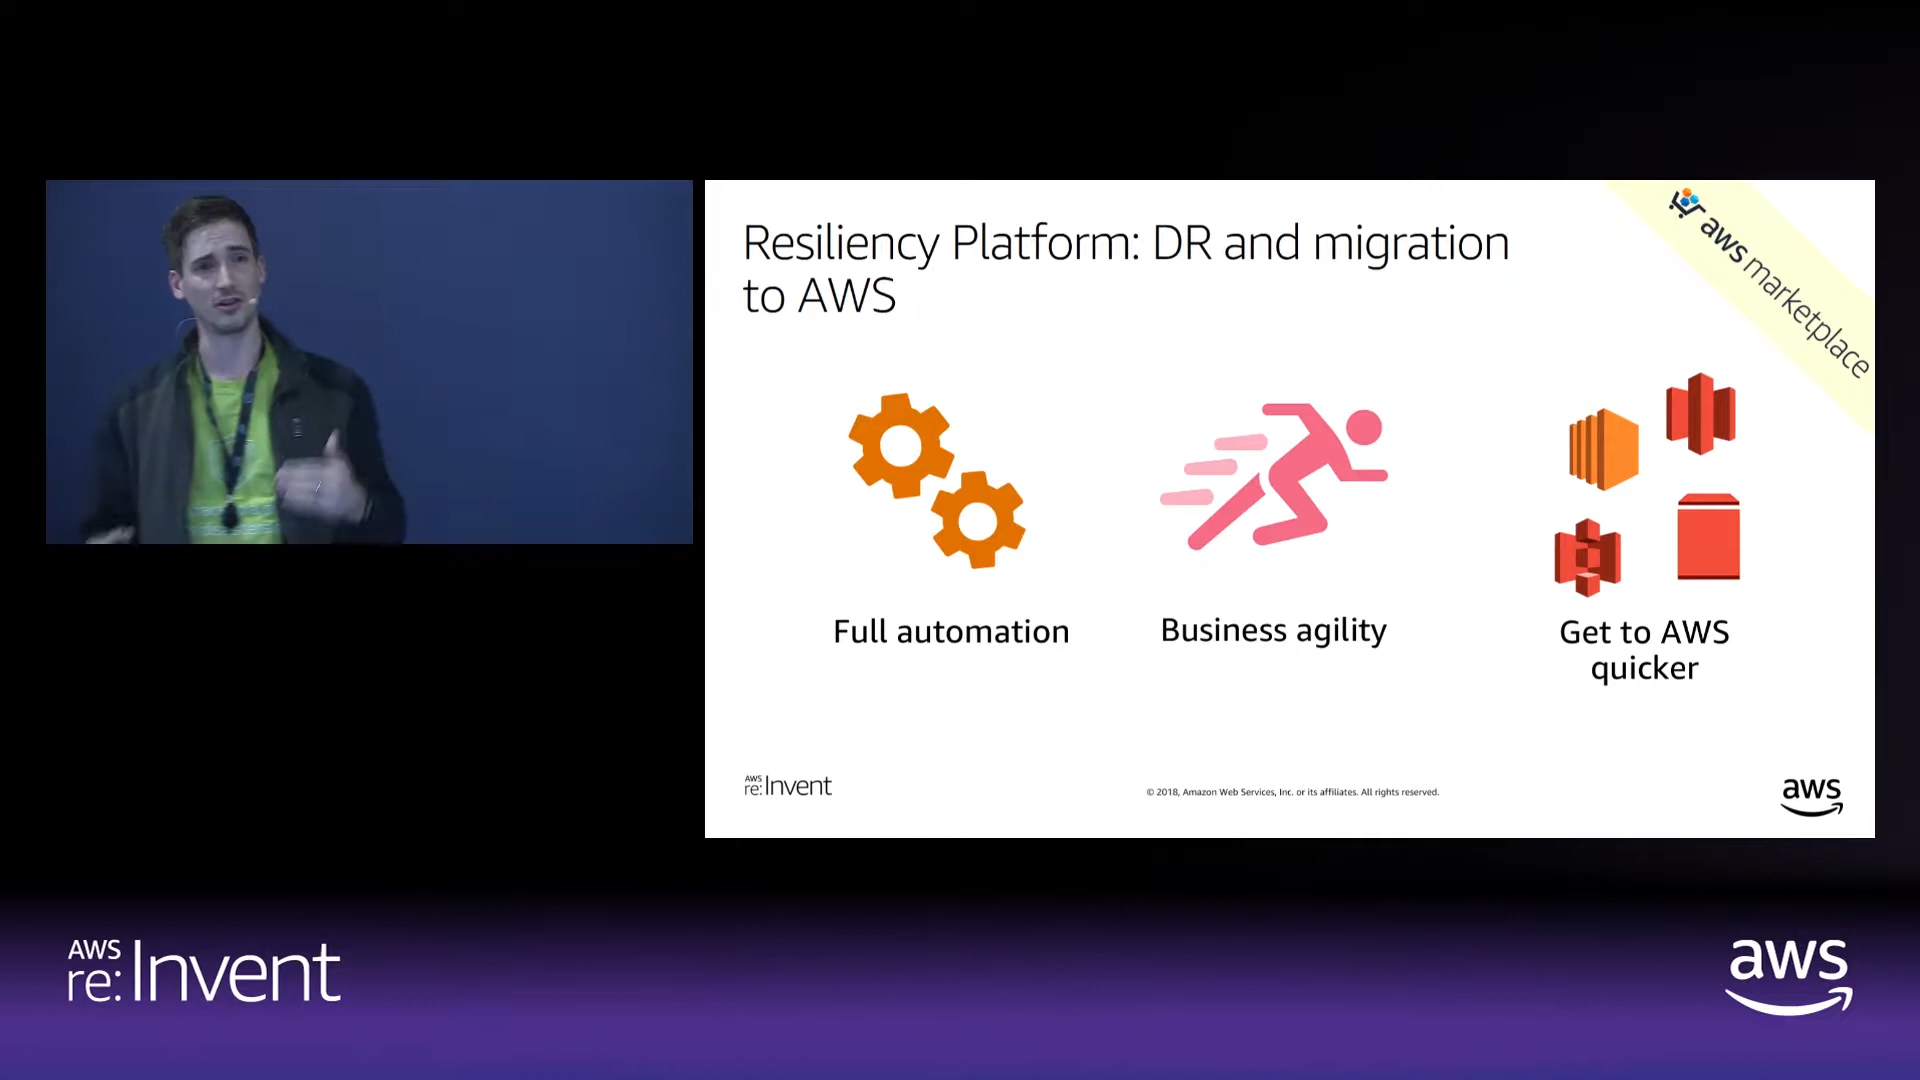 Resiliency Platform: DR and migration
to AWS
aws marketplace
Full automation
Business agility
Get to AWS
quicker
AWS
re:Invent
© 2018, Amazon Web Services, Inc. or its affiliates. All rights reserved.
aws
AWS
re:Invent
aws